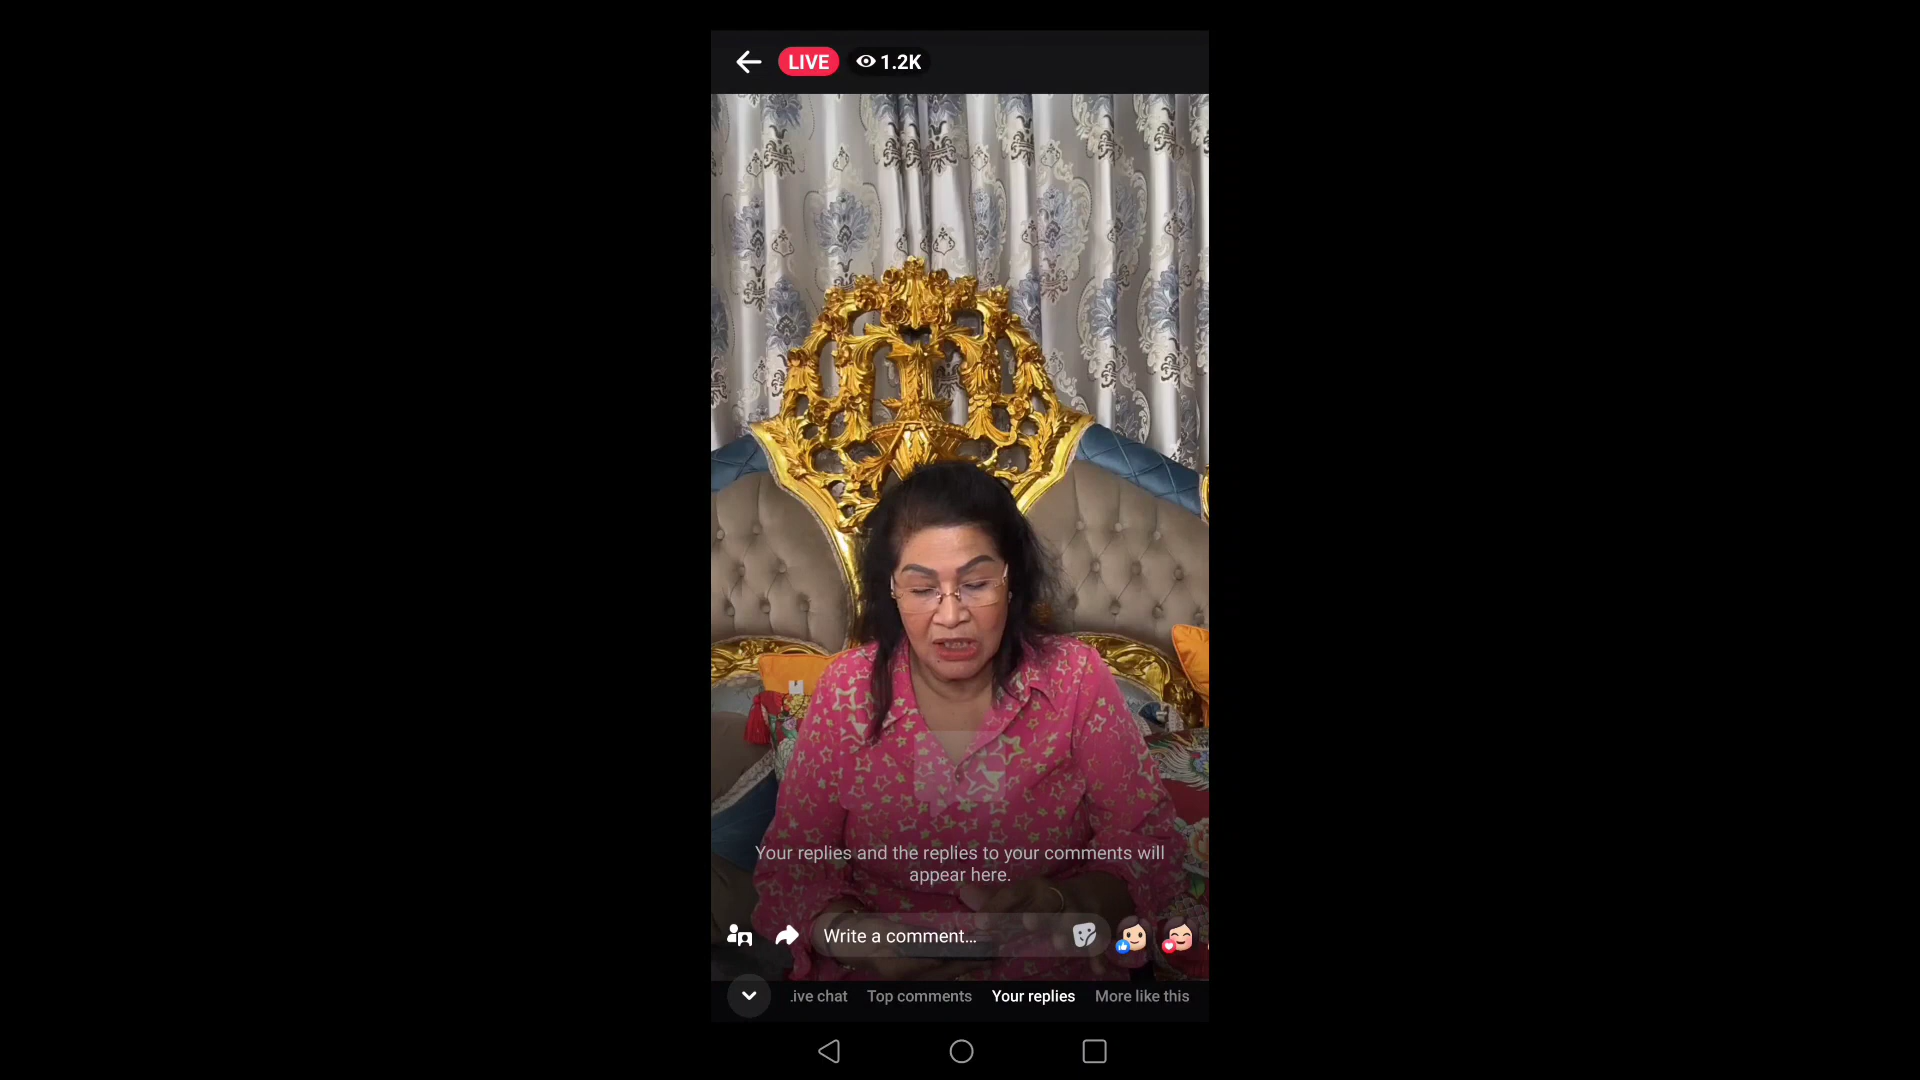 LIVE 1.2K
Your replies and the replies to your comments will
appear here.
Write a comment...
.ive chat Top comments Your replies More like this